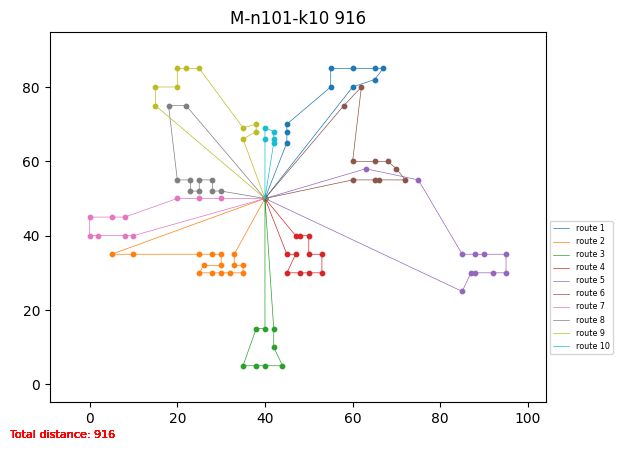 M-n101-k10 916
80
60
40
20
0
0 20 40 60 80 100
route 1
route 2
route 3
route 4
route 5
route 6
route 7
route 8
route 9
route 10
Total distance: 916